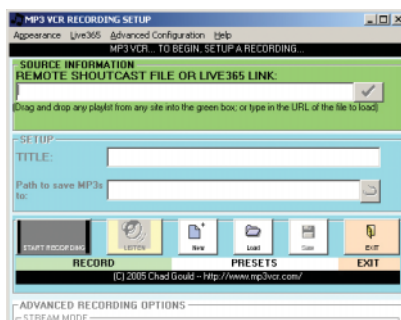 MP3 VCR RECORDING SETUP
Appearance Live365 Advanced Configuration Help
MP3 VCR... TO BEGIN, SETUP A RECORDING...
SOURCE INFORMATION
REMOTE SHOUTCAST FILE OR LIVE365 LINK:
(Drag and drop any playlist from any site into the green box; or type in the URL of the file to load)
SETUP
TITLE:
Path to save MP3s
to:
START RECORDING LISTEN New Load Save EXIT
RECORD PRESETS EXIT
(C) 2005 Chad Gould -- http://www.mp3vcr.com/
ADVANCED RECORDING OPTIONS
STREAM MODE